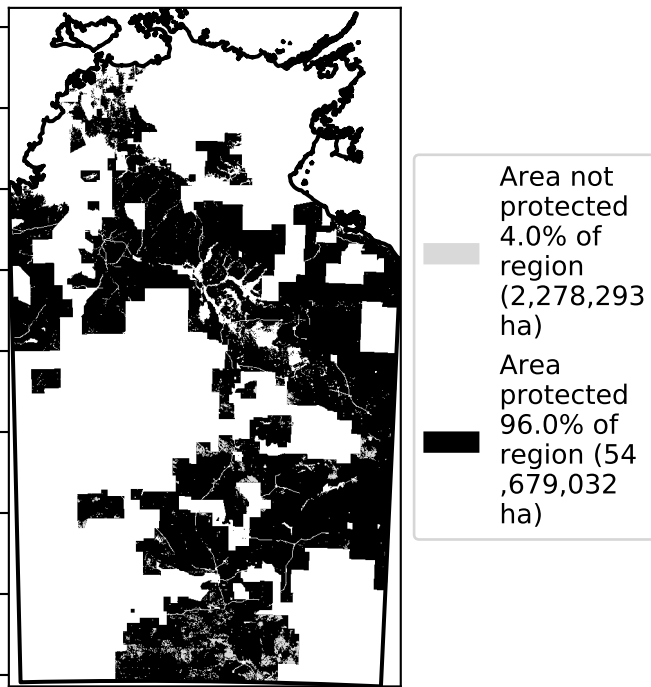 Area not
protected
4.0% of
region
(2,278,293
ha)
Area
protected
96.0% of
region (54
,679,032
ha)